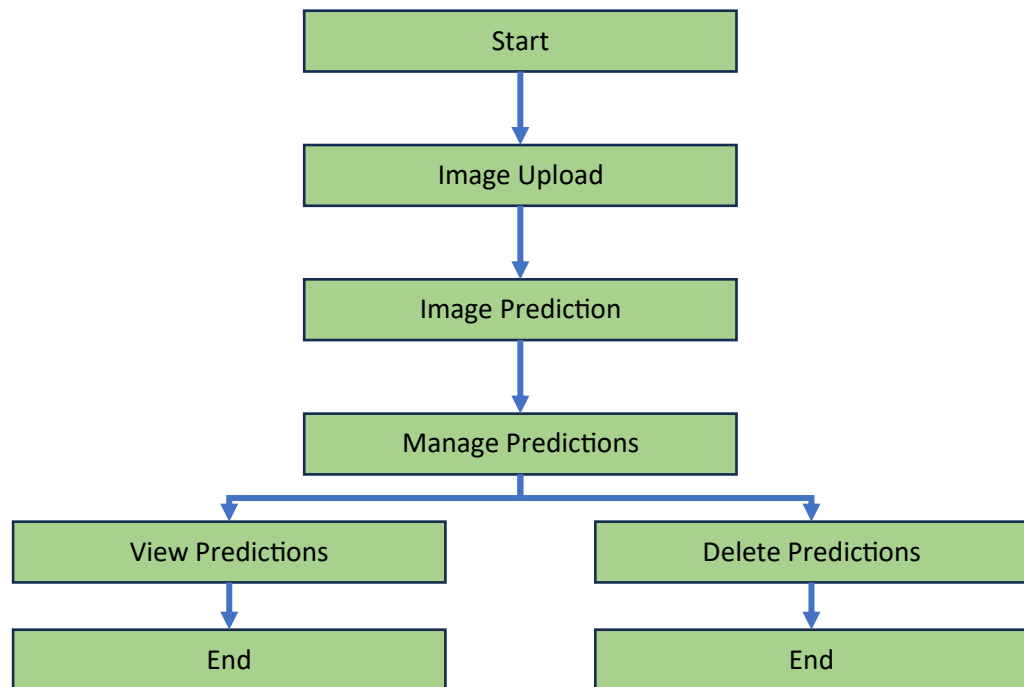 Start
Image Upload
Image Prediction
Manage Predictions
View Predictions
Delete Predictions
End
End